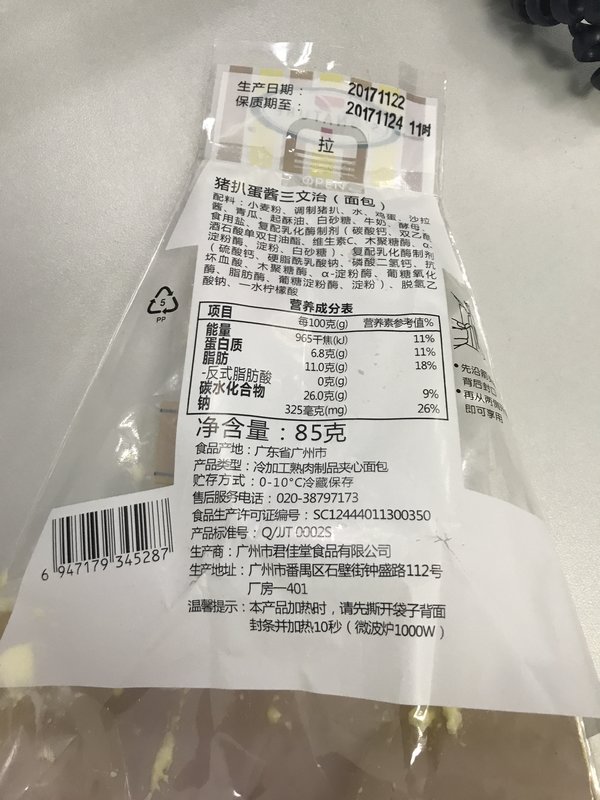 生产日期： 20171122
保质期至： 20171124 11时
拉
OPEN
猪扒蛋酱三文治（面包）
配料：小麦粉、调制猪扒、水、鸡蛋、沙拉
酱、青瓜、起酥油、白砂糖、牛奶、酵母、
食用盐、复配乳化酶制剂（碳酸钙、双乙酰
酒石酸单双甘油酯、维生素C、木聚糖酶、α-
淀粉酶、淀粉、白砂糖）、复配乳化酶制剂
（硫酸钙、硬脂酰乳酸钠、磷酸二氢钙、抗
坏血酸、木聚糖酶、α-淀粉酶、葡糖氧化
酶、脂肪酶、葡糖淀粉酶、淀粉）、脱氢乙
酸钠、一水柠檬酸
5
PP
营养成分表
项目 每100克(g) 营养素参考值%
能量 965千焦(kJ) 11%
蛋白质 6.8克(g) 11%
脂肪 11.0克(g) 18%
-反式脂肪酸 0克(g)
碳水化合物 26.0克(g) 9%
钠 325毫克(mg) 26%
•先沿
背后封
•再从两
即可享用
净含量：85克
食品产地：广东省广州市
产品类型：冷加工熟肉制品夹心面包
贮存方式：0-10°C冷藏保存
售后服务电话：020-38797173
食品生产许可证编号：SC12444011300350
产品标准号：Q/JJT 0002S
生产商：广州市君佳堂食品有限公司
生产地址：广州市番禺区石壁街钟盛路112号
厂房一401
温馨提示：本产品加热时，请先撕开袋子背面
封条并加热10秒（微波炉1000W）
6 947179 345287